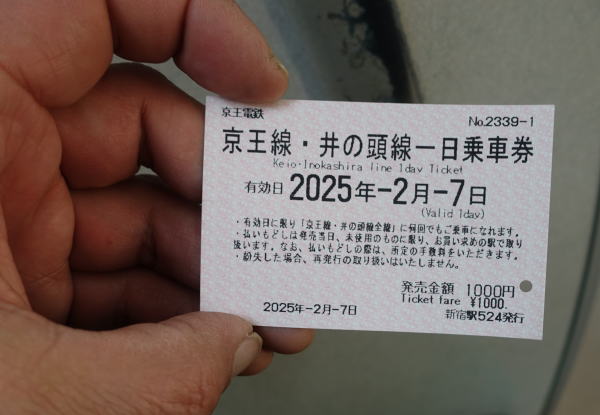 京王電鉄
No.2339-1
京王線・井の頭線一日乗車券
Keio・Inokashira line 1day Ticket
有効日 2025年-2月-7日
(Valid 1day)
・有効日に限り「京王線・井の頭線全線」に何回でもご乗車になれます。
・払いもどしは発売当日、未使用のものに限り、お買い求めの駅で取り
扱います。なお、払いもどしの際は、所定の手数料をいただきます。
・紛失した場合、再発行の取り扱いはいたしません。
発売金額 1000円
Ticket fare ¥1000.
2025年-2月-7日
新宿駅524発行